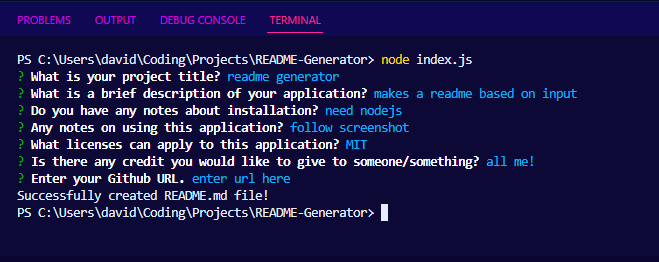 PROBLEMS OUTPUT DEBUG CONSOLE TERMINAL
PS C:\Users\david\Coding\Projects\README-Generator> node index.js
? What is your project title? readme generator
? What is a brief description of your application? makes a readme based on input
? Do you have any notes about installation? need nodejs
? Any notes on using this application? follow screenshot
? What licenses can apply to this application? MIT
? Is there any credit you would like to give to someone/something? all me!
? Enter your Github URL. enter url here
Successfully created README.md file!
PS C:\Users\david\Coding\Projects\README-Generator>